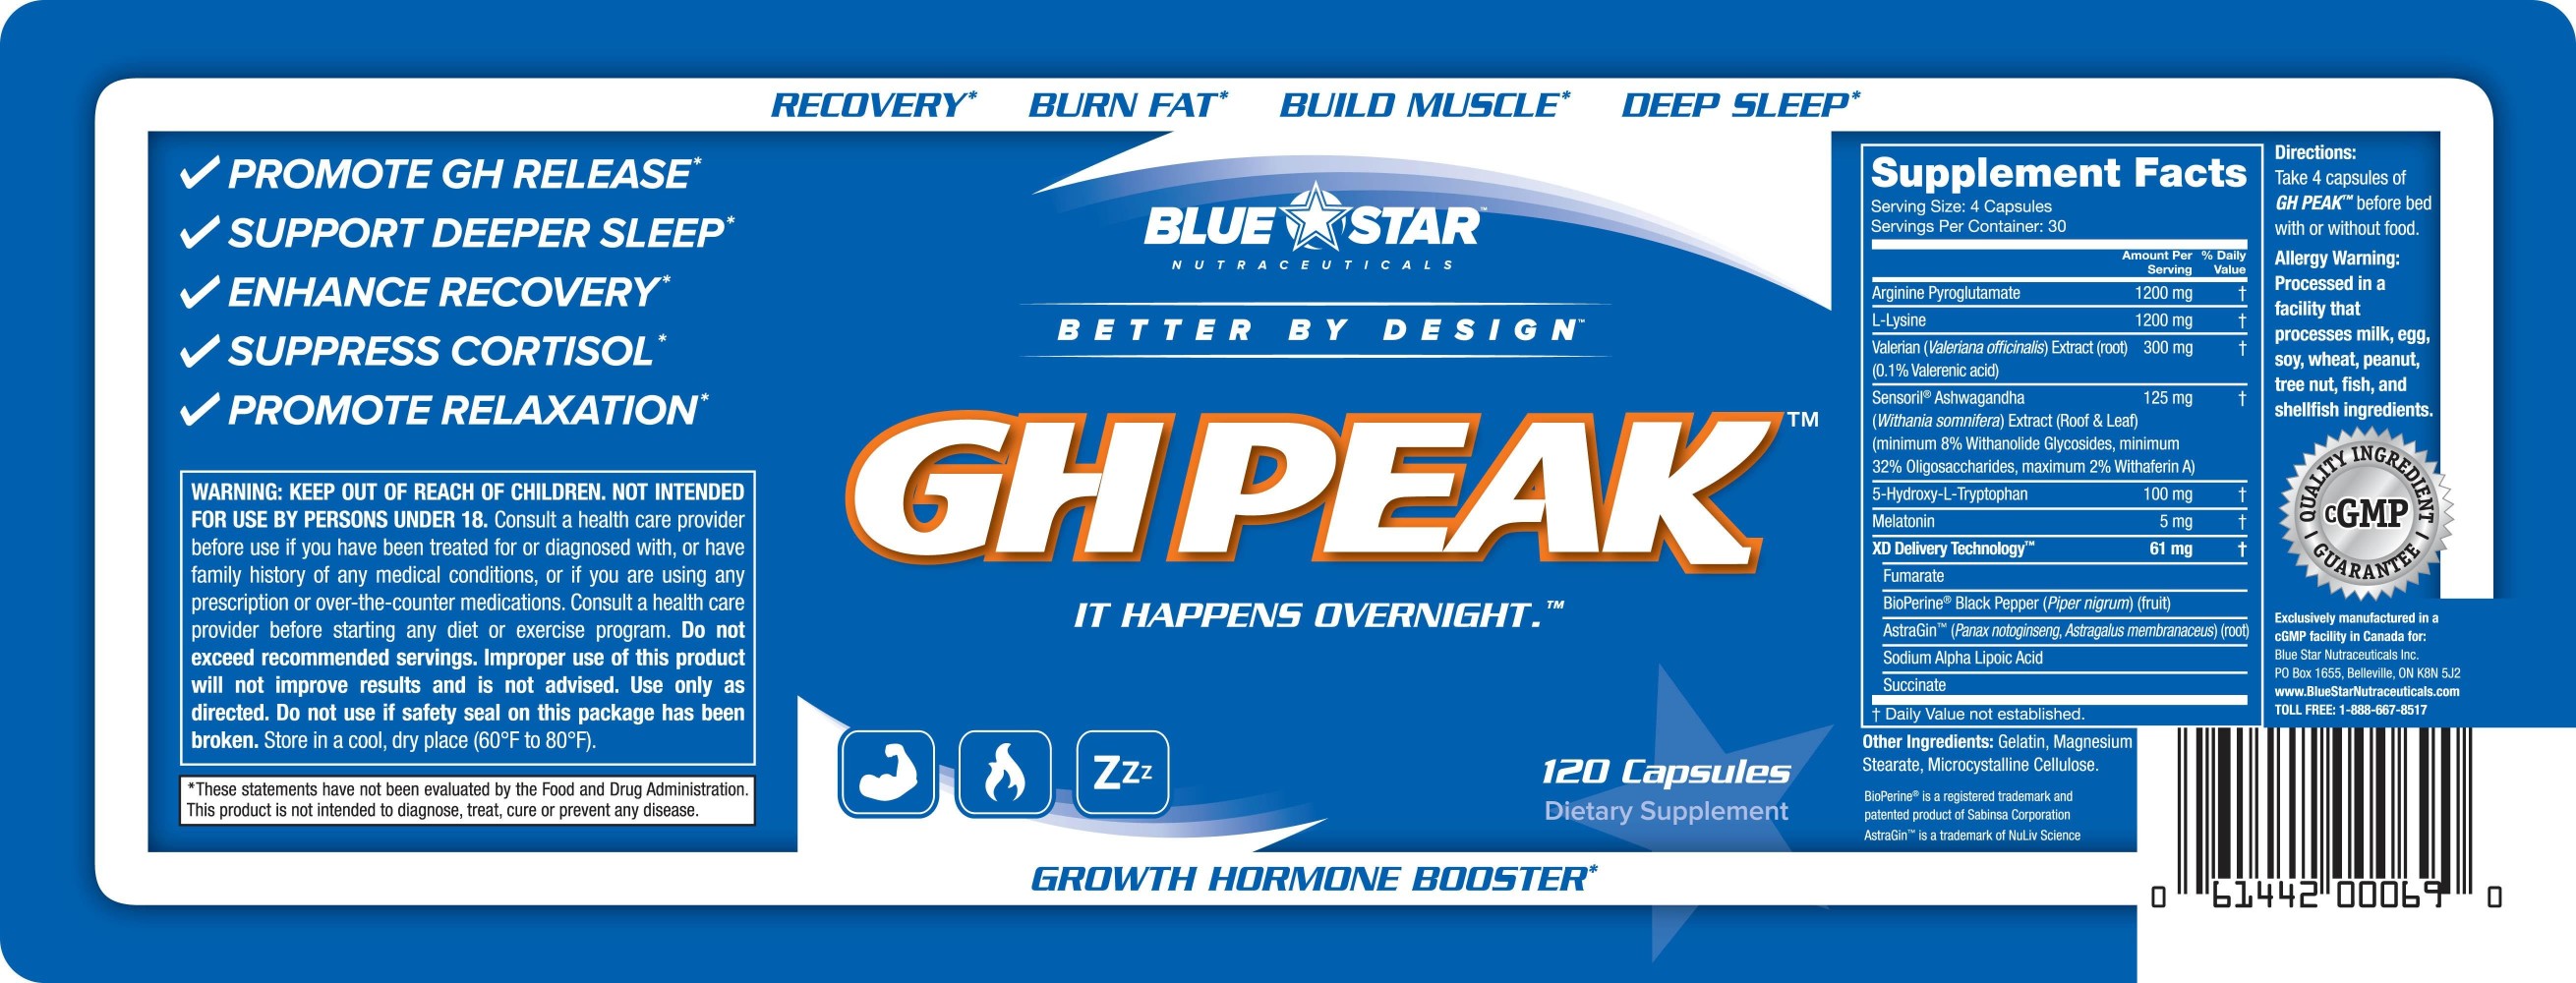 RECOVERY* BURN FAT* BUILD MUSCLE* DEEP SLEEP*
✓ PROMOTE GH RELEASE*
✓ SUPPORT DEEPER SLEEP*
✓ ENHANCE RECOVERY*
✓ SUPPRESS CORTISOL*
✓ PROMOTE RELAXATION*
WARNING: KEEP OUT OF REACH OF CHILDREN. NOT INTENDED
FOR USE BY PERSONS UNDER 18. Consult a health care provider
before use if you have been treated for or diagnosed with, or have
family history of any medical conditions, or if you are using any
prescription or over-the-counter medications. Consult a health care
provider before starting any diet or exercise program. Do not
exceed recommended servings. Improper use of this product
will not improve results and is not advised. Use only as
directed. Do not use if safety seal on this package has been
broken. Store in a cool, dry place (60°F to 80°F).
*These statements have not been evaluated by the Food and Drug Administration.
This product is not intended to diagnose, treat, cure or prevent any disease.
BLUE STAR™
NUTRACEUTICALS
BETTER BY DESIGN™
GH PEAK™
IT HAPPENS OVERNIGHT.™
ZZZ
120 Capsules
Dietary Supplement
GROWTH HORMONE BOOSTER*
Supplement Facts
Serving Size: 4 Capsules
Servings Per Container: 30
Amount Per % Daily
Serving Value
Arginine Pyroglutamate 1200 mg †
L-Lysine 1200 mg †
Valerian (Valeriana officinalis) Extract (root) 300 mg †
(0.1% Valerenic acid)
Sensoril® Ashwagandha 125 mg †
(Withania somnifera) Extract (Roof & Leaf)
(minimum 8% Withanolide Glycosides, minimum
32% Oligosaccharides, maximum 2% Withaferin A)
5-Hydroxy-L-Tryptophan 100 mg †
Melatonin 5 mg †
XD Delivery Technology™ 61 mg †
Fumarate
BioPerine® Black Pepper (Piper nigrum) (fruit)
AstraGin™ (Panax notoginseng, Astragalus membranaceus) (root)
Sodium Alpha Lipoic Acid
Succinate
† Daily Value not established.
Other Ingredients: Gelatin, Magnesium
Stearate, Microcystalline Cellulose.
BioPerine® is a registered trademark and
patented product of Sabinsa Corporation
AstraGin™ is a trademark of NuLiv Science
Directions:
Take 4 capsules of
GH PEAK™ before bed
with or without food.
Allergy Warning:
Processed in a
facility that
processes milk, egg,
soy, wheat, peanut,
tree nut, fish, and
shellfish ingredients.
QUALITY INGREDIENT
cGMP
GUARANTEE
Exclusively manufactured in a
cGMP facility in Canada for:
Blue Star Nutraceuticals Inc.
PO Box 1655, Belleville, ON K8N 5J2
www.BlueStarNutraceuticals.com
TOLL FREE: 1-888-667-8517
0 61442 00069 0